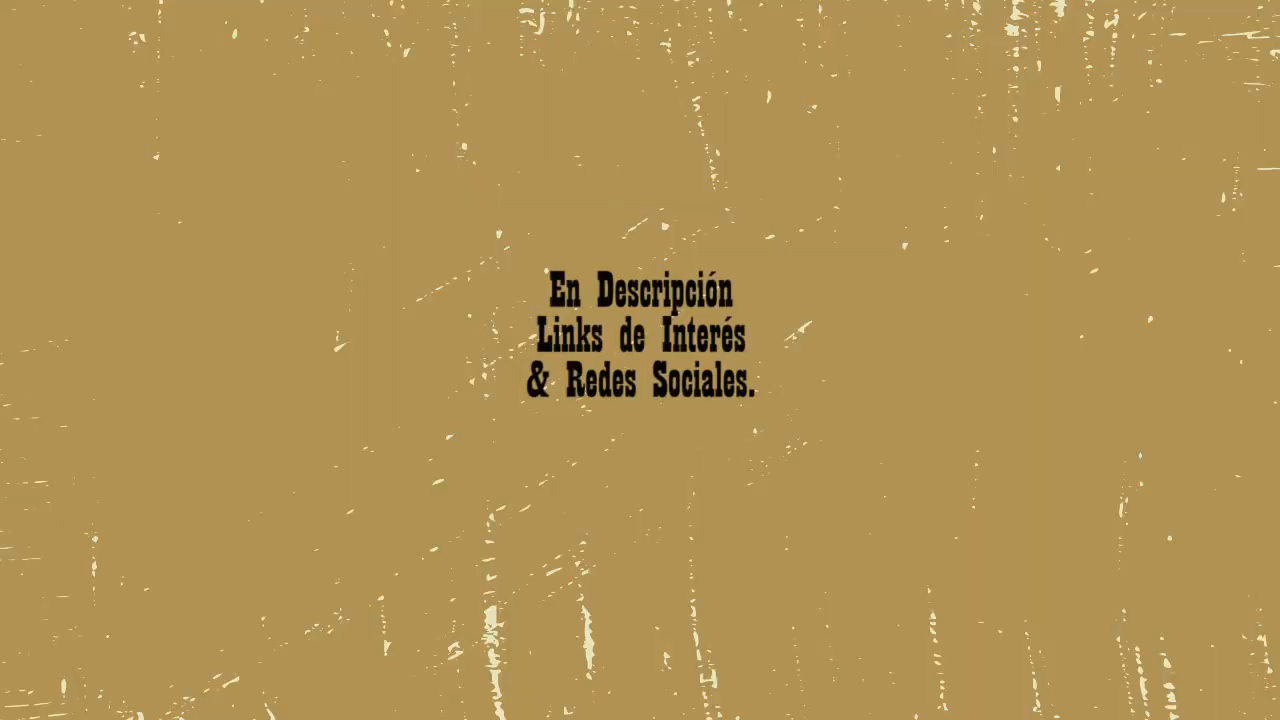 En Descripción
Links de Interés
& Redes Sociales.